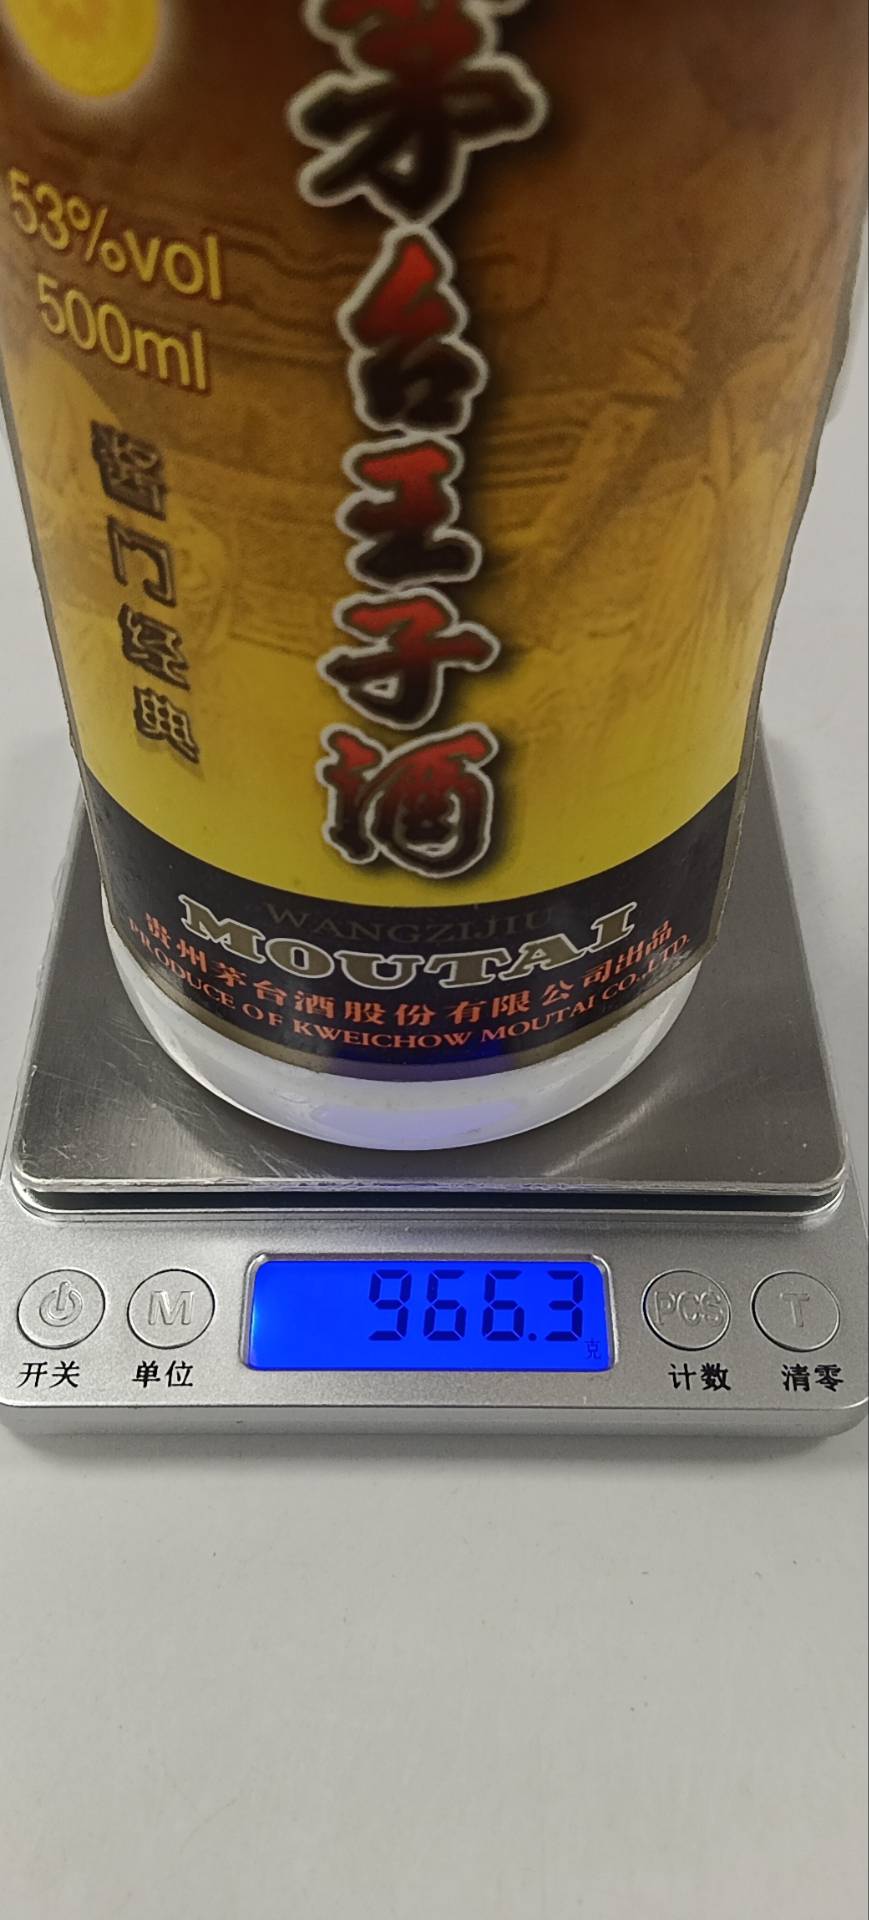 53%vol
500ml
酱门经典
茅台王子酒
WANGZIJIU
MOUTAI
贵州茅台酒股份有限公司出品
PRODUCE OF KWEICHOW MOUTAI CO.,LTD.
966.3
克
M
PCS
T
开关
单位
计数
清零